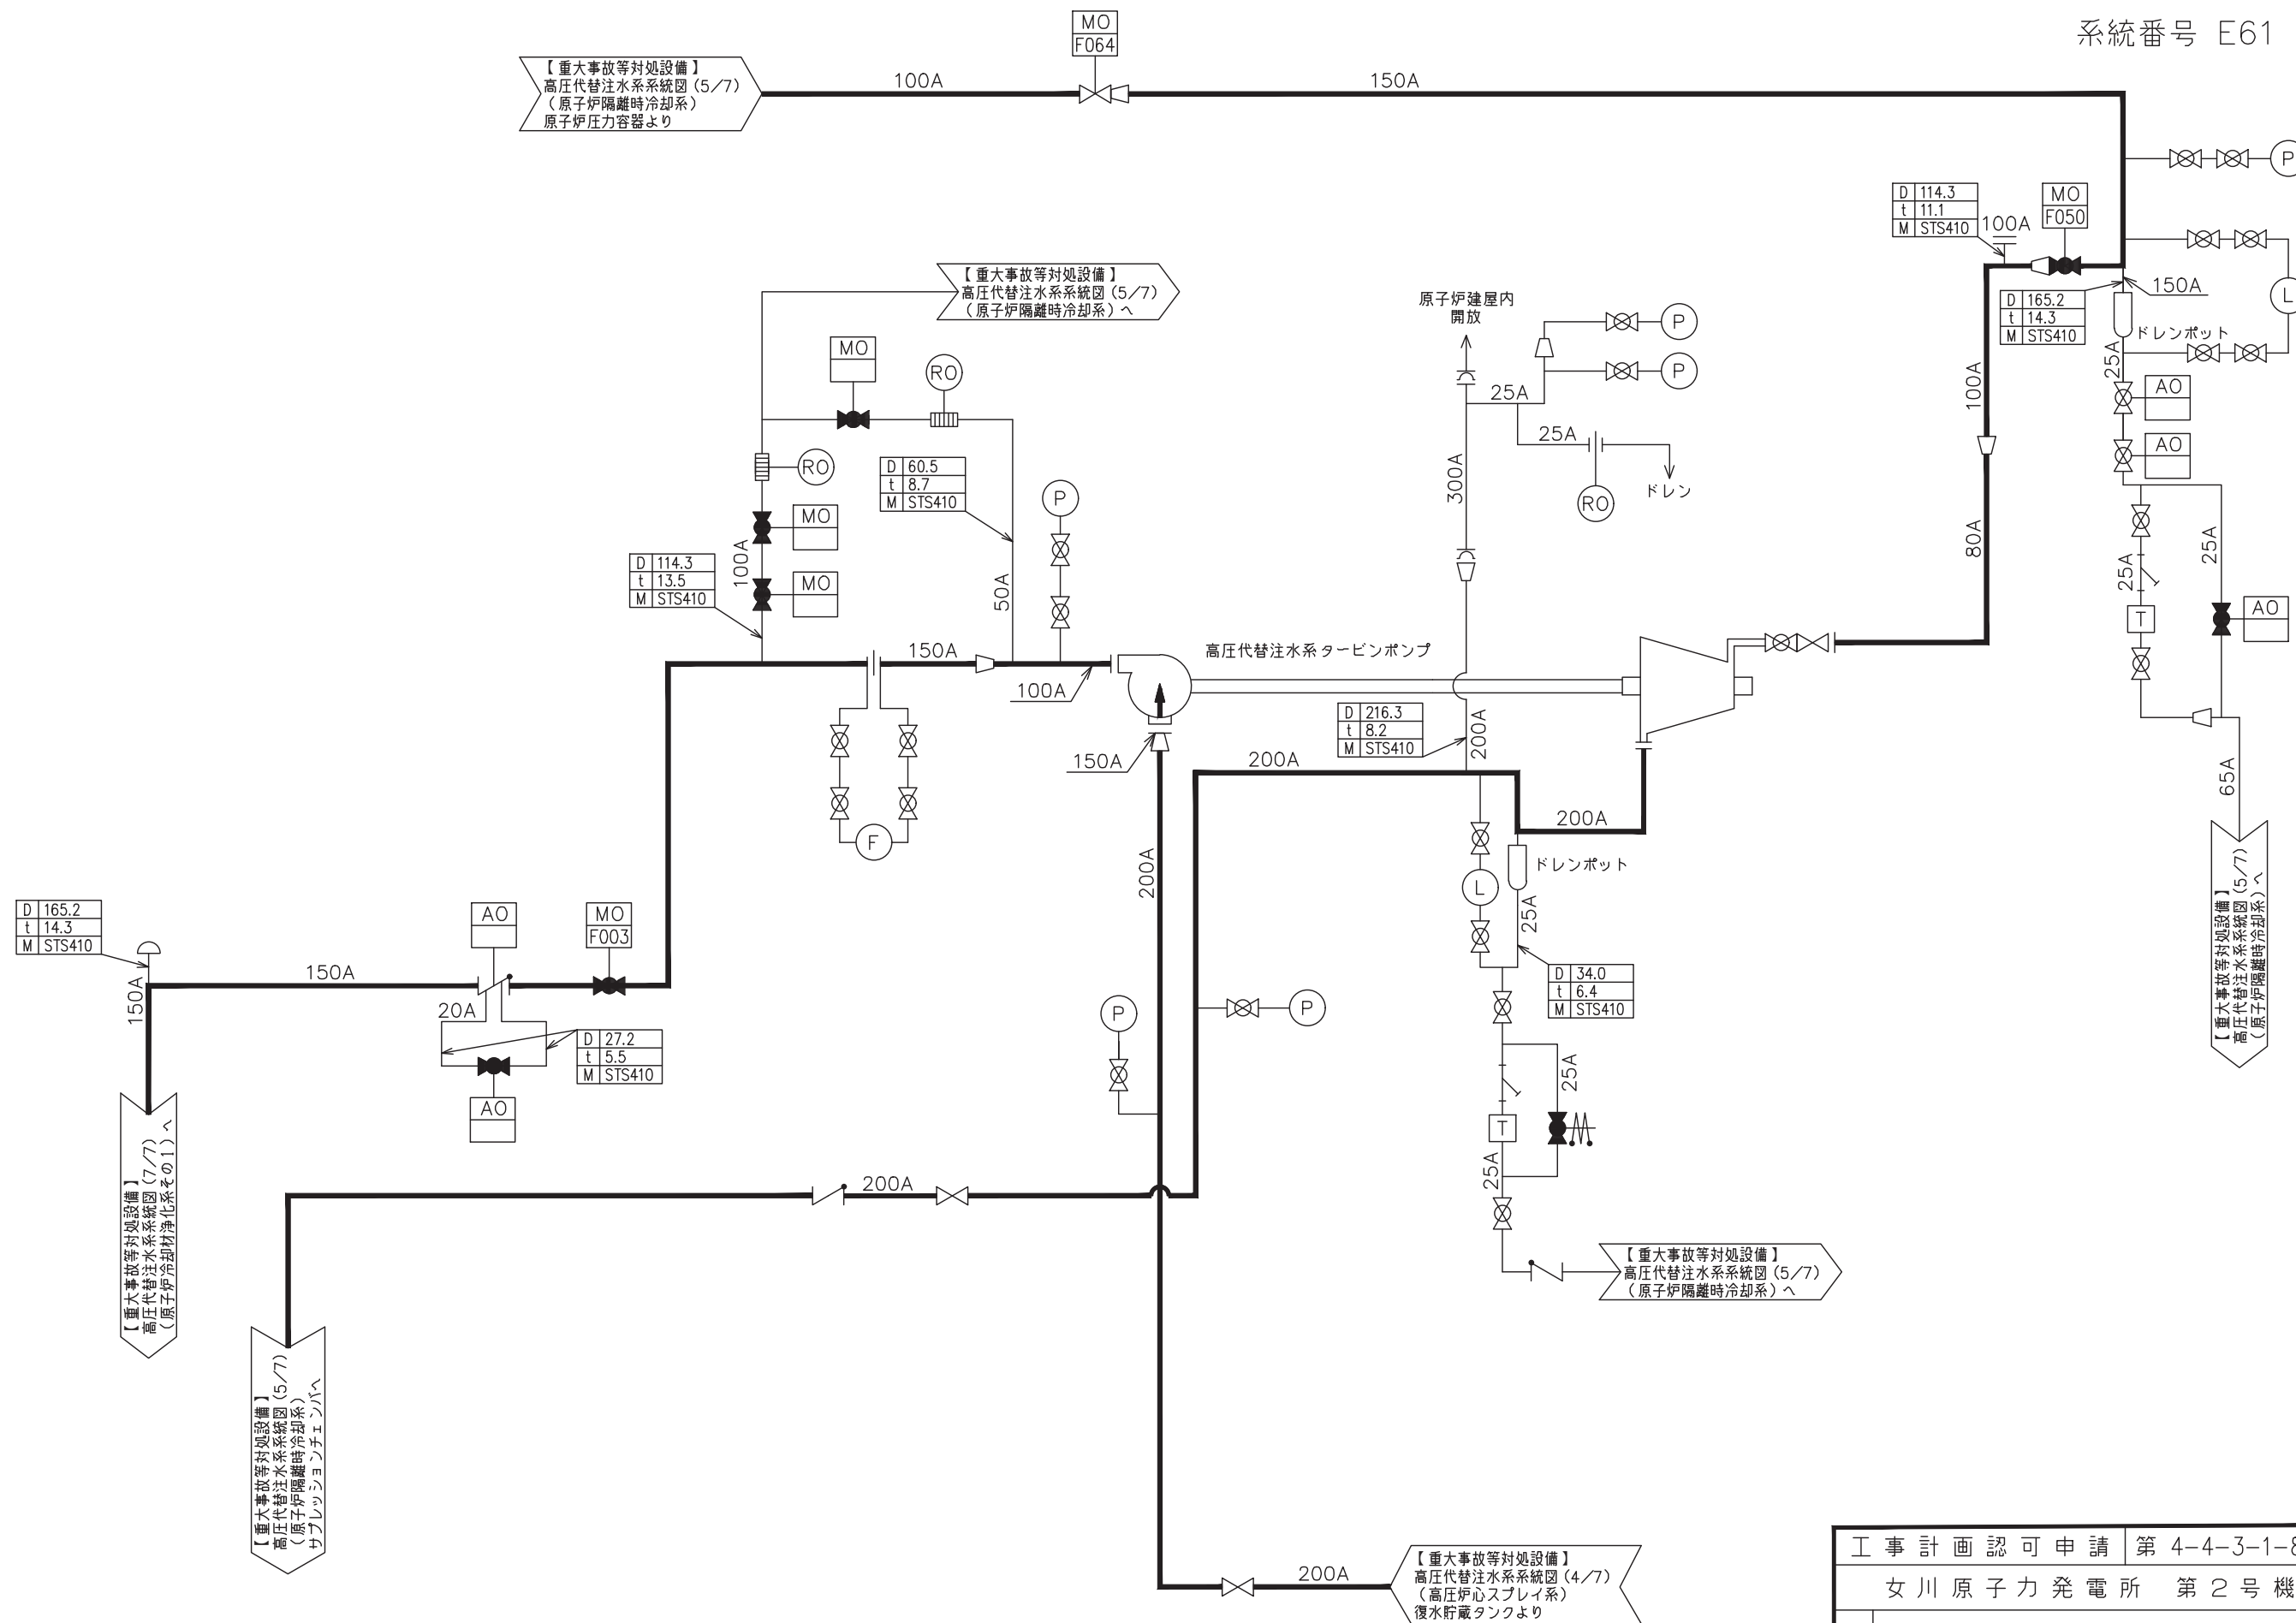 系統番号 E61
MO
F064
【重大事故等対処設備】
高圧代替注水系系統図(5/7)
(原子炉隔離時冷却系)
原子炉圧力容器より
100A
150A
P
D 114.3
t 11.1
M STS410
100A
MO
F050
L
D 165.2
t 14.3
M STS410
150A
ドレンポット
25A
AO
AO
100A
80A
25A
25A
T
AO
65A
【重大事故等対処設備】
高圧代替注水系系統図(5/7)
(原子炉隔離時冷却系)へ
【重大事故等対処設備】
高圧代替注水系系統図(5/7)
(原子炉隔離時冷却系)へ
MO
RO
RO
D 60.5
t 8.7
M STS410
P
MO
MO
100A
D 114.3
t 13.5
M STS410
50A
150A
100A
F
原子炉建屋内
開放
P
P
25A
25A
RO
ドレン
300A
高圧代替注水系タービンポンプ
D 216.3
t 8.2
M STS410
200A
150A
200A
200A
200A
ドレンポット
L
25A
D 34.0
t 6.4
M STS410
D 165.2
t 14.3
M STS410
150A
150A
AO
MO
F003
20A
D 27.2
t 5.5
M STS410
AO
P
P
25A
T
25A
200A
【重大事故等対処設備】
高圧代替注水系系統図(7/7)
(原子炉冷却材浄化系その1)へ
【重大事故等対処設備】
高圧代替注水系系統図(5/7)
(原子炉隔離時冷却系)
サプレッションチェンバへ
【重大事故等対処設備】
高圧代替注水系系統図(5/7)
(原子炉隔離時冷却系)へ
200A
【重大事故等対処設備】
高圧代替注水系系統図(4/7)
(高圧炉心スプレイ系)
復水貯蔵タンクより
工事計画認可申請 第4-4-3-1-8
女川原子力発電所 第2号機